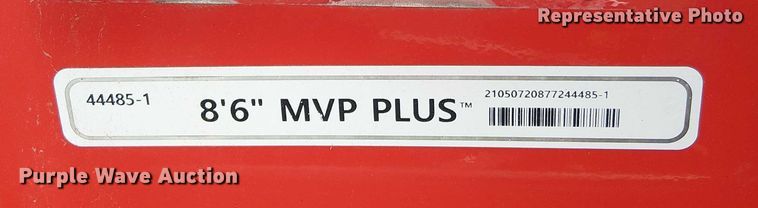 Representative Photo
44485-1
8'6" MVP PLUS™
21050720877244485-1
Purple Wave Auction